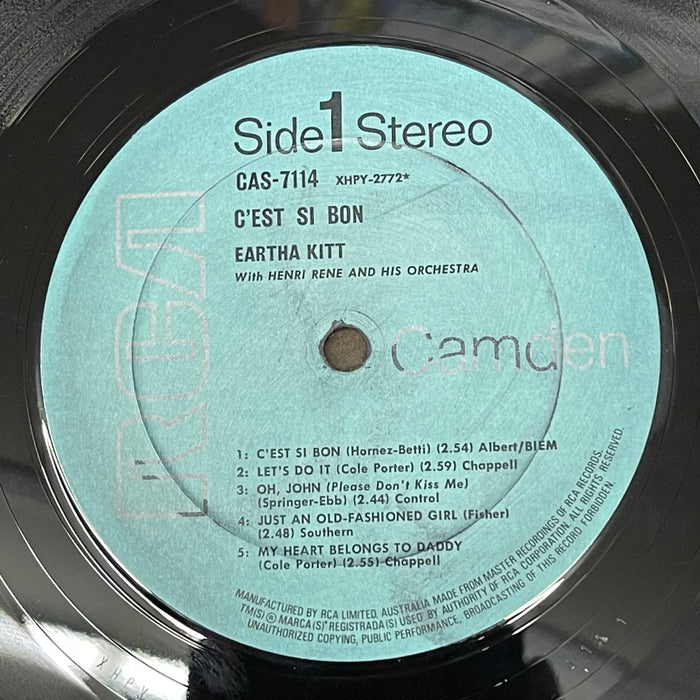 Side 1 Stereo
CAS-7114 XHPY-2772*
C'EST SI BON
EARTHA KITT
With HENRI RENE AND HIS ORCHESTRA
RCA
Camden
1: C'EST SI BON (Hornez-Betti) (2.54) Albert/BIEM
2: LET'S DO IT (Cole Porter) (2.59) Chappell
3: OH, JOHN (Please Don't Kiss Me)
(Springer-Ebb) (2.44) Control
4: JUST AN OLD-FASHIONED GIRL (Fisher)
(2.48) Southern
5: MY HEART BELONGS TO DADDY
(Cole Porter) (2.55) Chappell
MANUFACTURED BY RCA LIMITED, AUSTRALIA MADE FROM MASTER RECORDINGS OF RCA RECORDS.
TM(S) ® MARCA(S) REGISTRADA(S) USED BY AUTHORITY OF RCA CORPORATION. ALL RIGHTS RESERVED.
UNAUTHORIZED COPYING, PUBLIC PERFORMANCE, BROADCASTING OF THIS RECORD FORBIDDEN.
XHPY